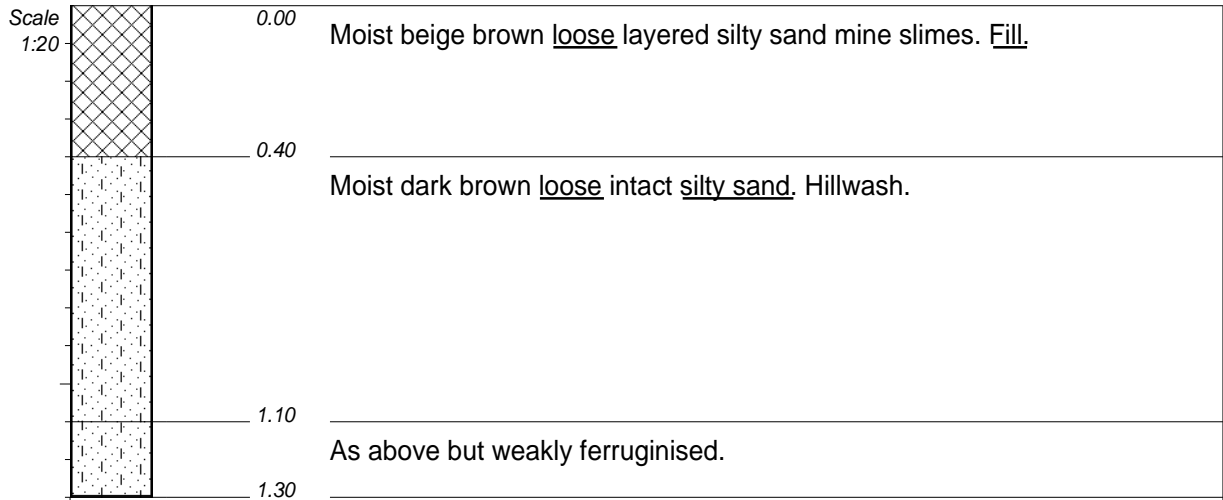 Scale
1:20
0.00
Moist beige brown loose layered silty sand mine slimes. Fill.
0.40
Moist dark brown loose intact silty sand. Hillwash.
1.10
As above but weakly ferruginised.
1.30